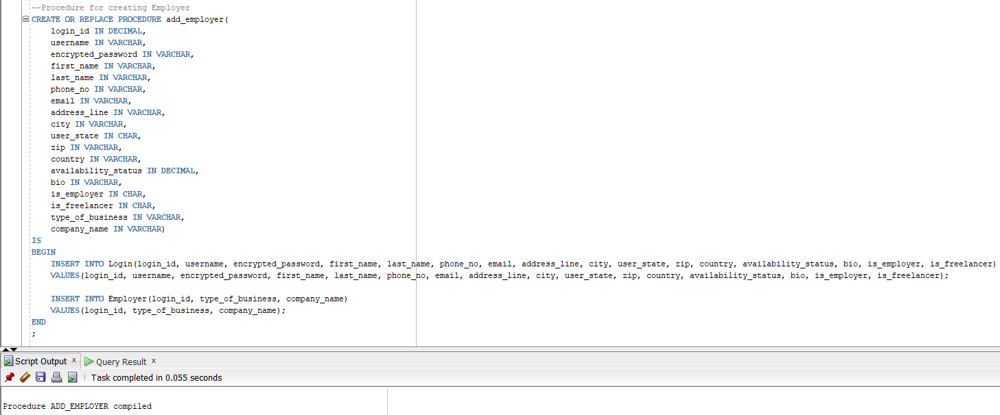 --Procedure for creating Employer
CREATE OR REPLACE PROCEDURE add_employer(
    login_id IN DECIMAL,
    username IN VARCHAR,
    encrypted_password IN VARCHAR,
    first_name IN VARCHAR,
    last_name IN VARCHAR,
    phone_no IN VARCHAR,
    email IN VARCHAR,
    address_line IN VARCHAR,
    city IN VARCHAR,
    user_state IN CHAR,
    zip IN VARCHAR,
    country IN VARCHAR,
    availability_status IN DECIMAL,
    bio IN VARCHAR,
    is_employer IN CHAR,
    is_freelancer IN CHAR,
    type_of_business IN VARCHAR,
    company_name IN VARCHAR)
IS
BEGIN
    INSERT INTO Login(login_id, username, encrypted_password, first_name, last_name, phone_no, email, address_line, city, user_state, zip, country, availability_status, bio, is_employer, is_freelancer)
    VALUES(login_id, username, encrypted_password, first_name, last_name, phone_no, email, address_line, city, user_state, zip, country, availability_status, bio, is_employer, is_freelancer);
    INSERT INTO Employer(login_id, type_of_business, company_name)
    VALUES(login_id, type_of_business, company_name);
END
;
Script Output x Query Result x
Task completed in 0.055 seconds
Procedure ADD_EMPLOYER compiled